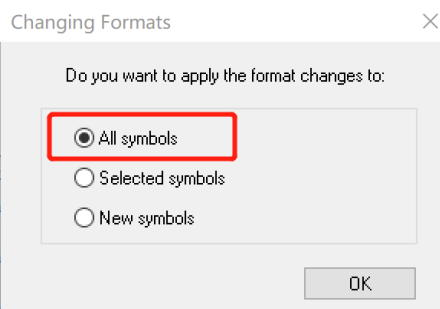 Changing Formats
Do you want to apply the format changes to:
All symbols
Selected symbols
New symbols
OK